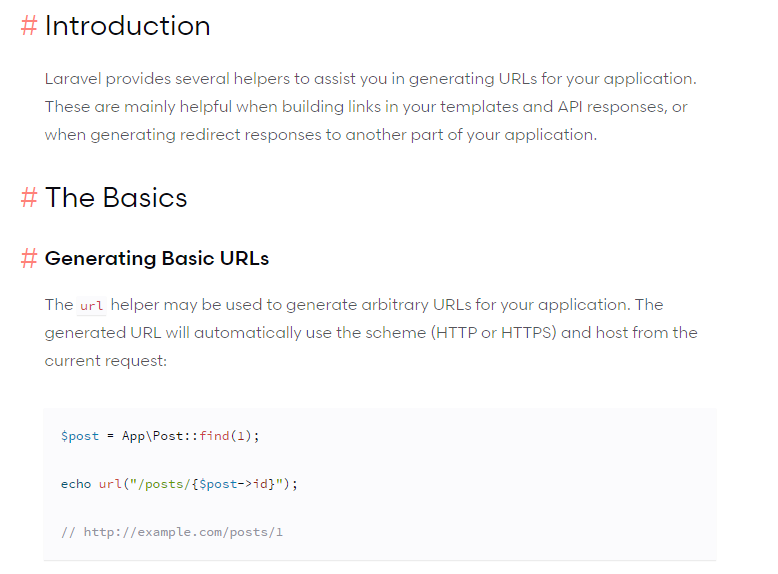 # Introduction
Laravel provides several helpers to assist you in generating URLs for your application.
These are mainly helpful when building links in your templates and API responses, or
when generating redirect responses to another part of your application.
# The Basics
# Generating Basic URLs
The url helper may be used to generate arbitrary URLs for your application. The
generated URL will automatically use the scheme (HTTP or HTTPS) and host from the
current request:
$post = App\Post::find(1);
echo url("/posts/{$post->id}");
// http://example.com/posts/1